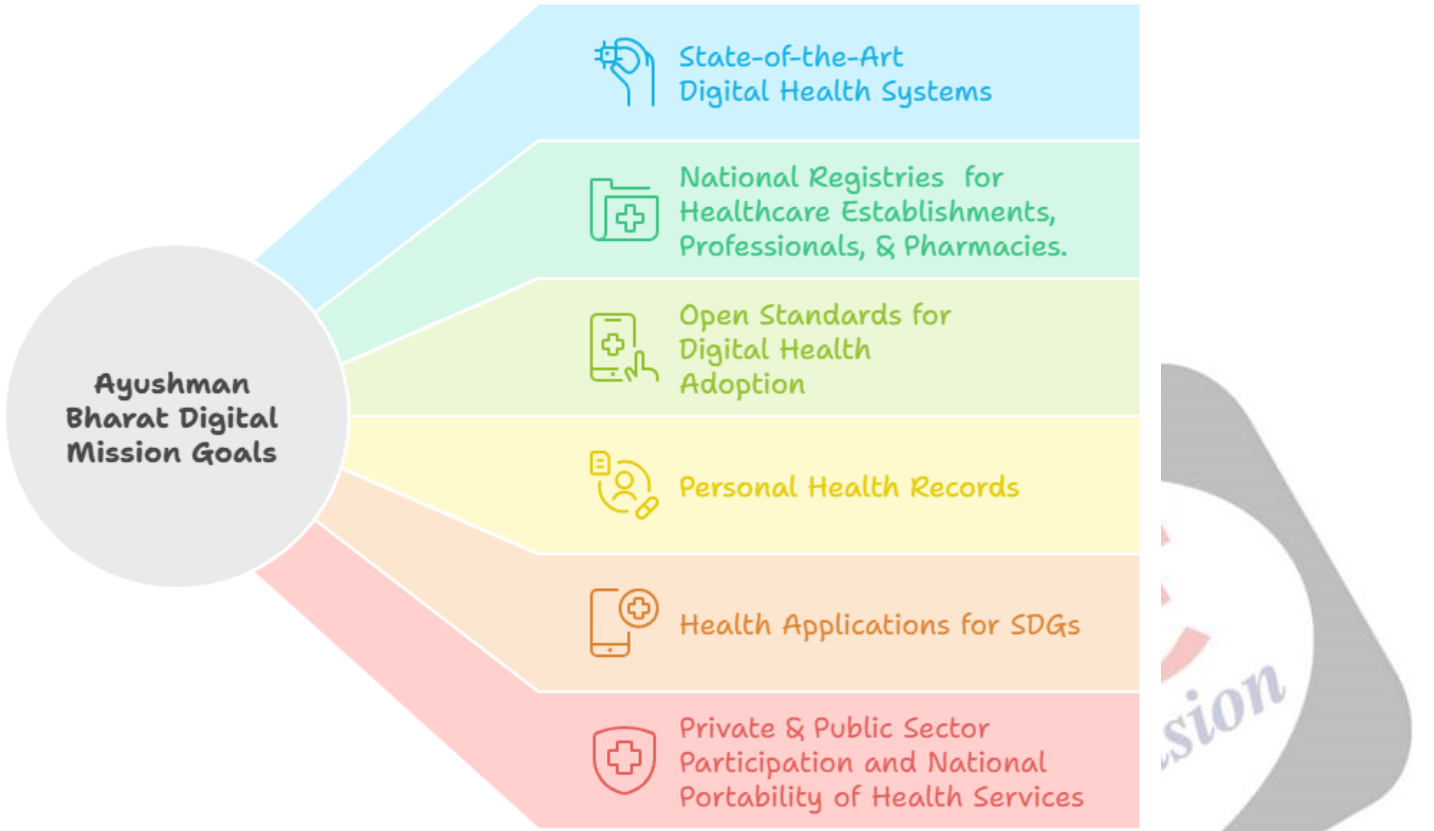 Ayushman
Bharat Digital
Mission Goals
State-of-the-Art
Digital Health Systems
National Registries for
Healthcare Establishments,
Professionals, & Pharmacies.
Open Standards for
Digital Health
Adoption
Personal Health Records
Health Applications for SDGs
Private & Public Sector
Participation and National
Portability of Health Services
sion